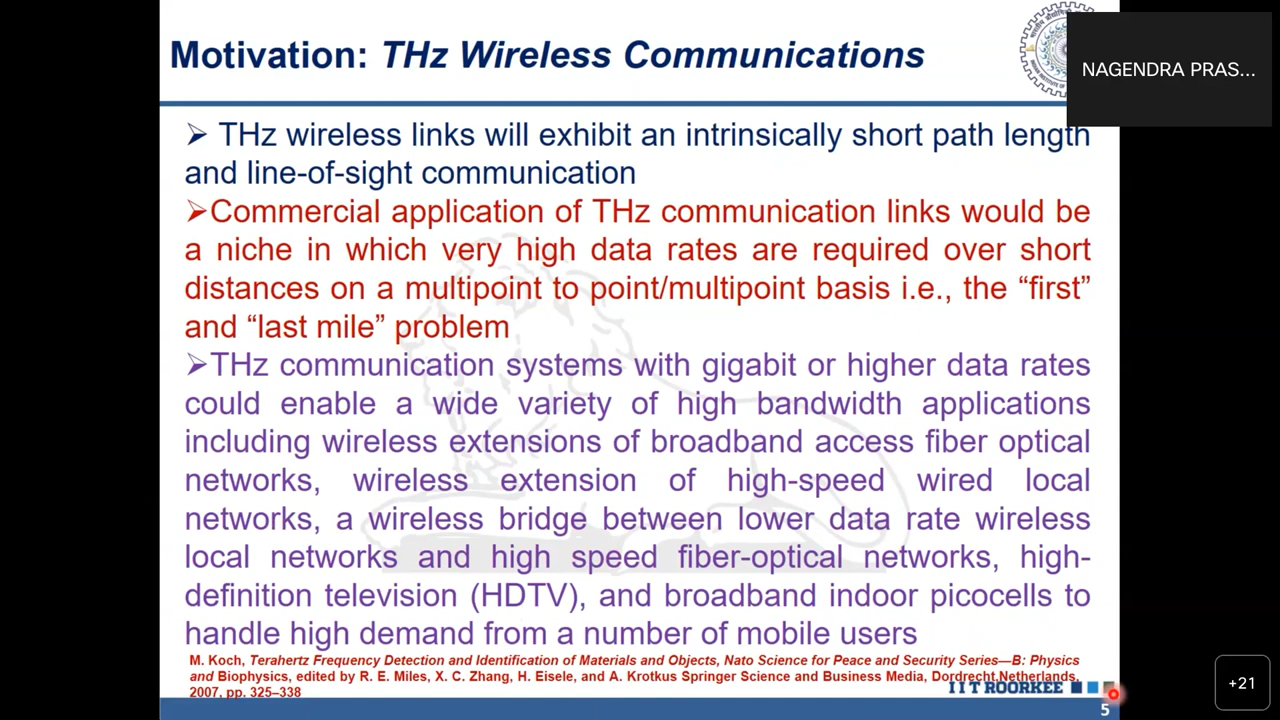 Motivation: THz Wireless Communications
NAGENDRA PRAS...
➢ THz wireless links will exhibit an intrinsically short path length
and line-of-sight communication
➢Commercial application of THz communication links would be
a niche in which very high data rates are required over short
distances on a multipoint to point/multipoint basis i.e., the “first”
and “last mile” problem
➢THz communication systems with gigabit or higher data rates
could enable a wide variety of high bandwidth applications
including wireless extensions of broadband access fiber optical
networks, wireless extension of high-speed wired local
networks, a wireless bridge between lower data rate wireless
local networks and high speed fiber-optical networks, high-
definition television (HDTV), and broadband indoor picocells to
handle high demand from a number of mobile users
M. Koch, Terahertz Frequency Detection and Identification of Materials and Objects, Nato Science for Peace and Security Series—B: Physics
and Biophysics, edited by R. E. Miles, X. C. Zhang, H. Eisele, and A. Krotkus Springer Science and Business Media, Dordrecht,Netherlands,
2007, pp. 325–338
I I T ROORKEE
5
+21